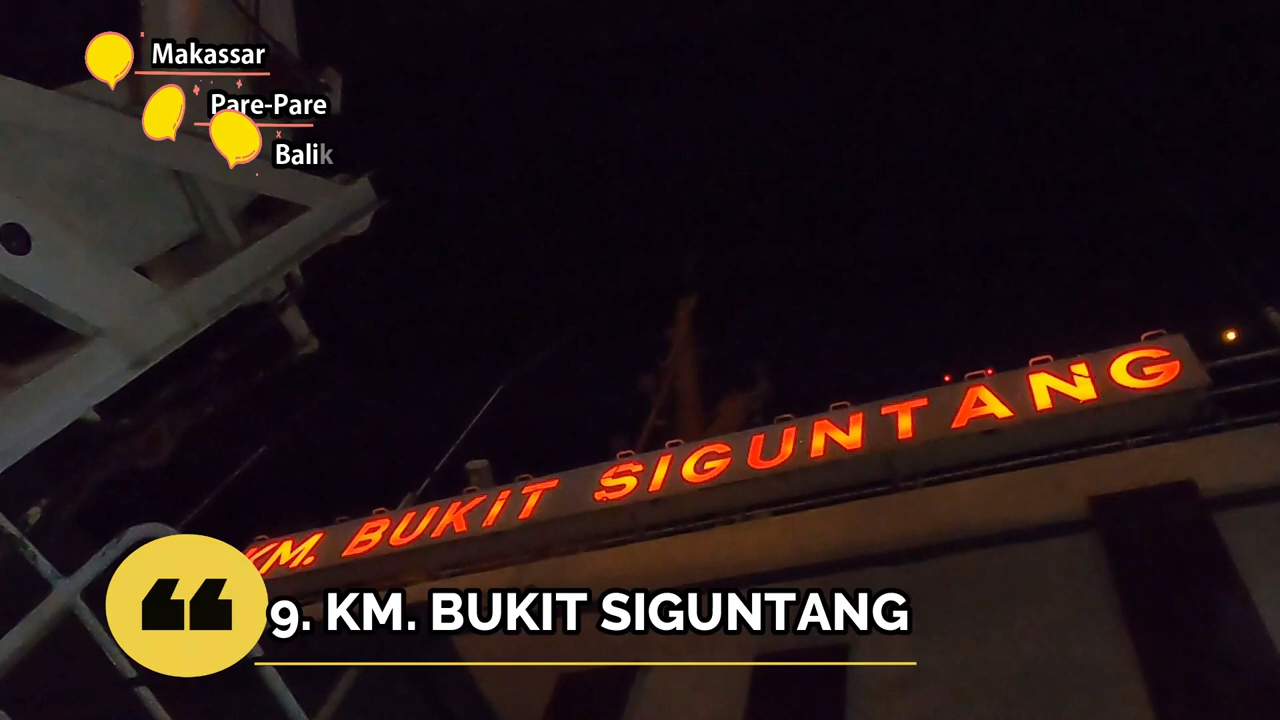 Makassar
Pare-Pare
Balik
KM. BUKIT SIGUNTANG
9. KM. BUKIT SIGUNTANG